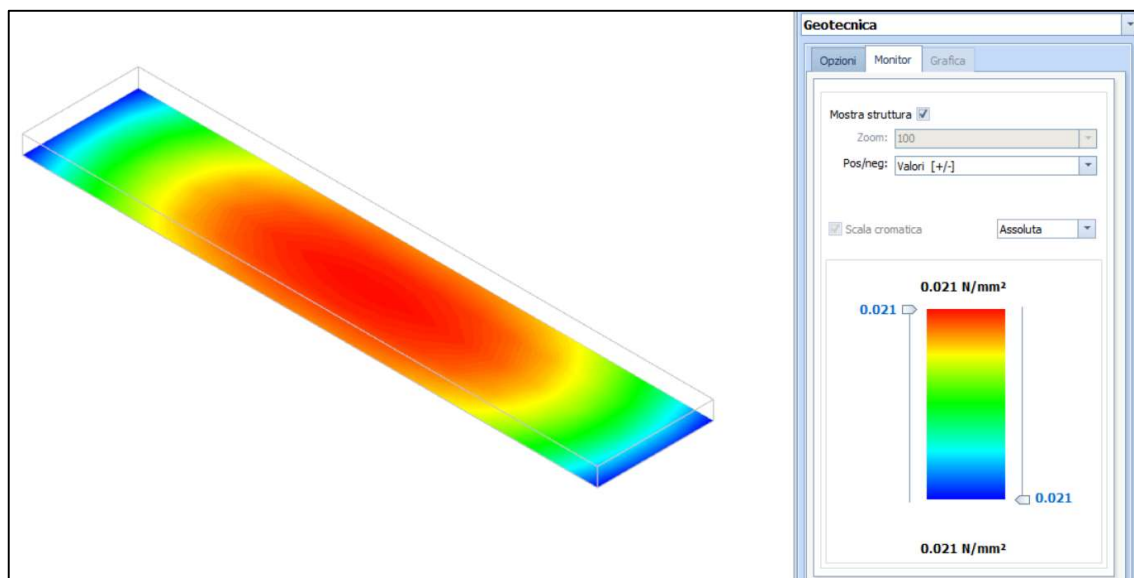 Geotecnica
Opzioni Monitor Grafica
Mostra struttura
Zoom: 100
Pos/neg: Valori [+/-]
Scala cromatica Assoluta
0.021 N/mm²
0.021
0.021
0.021 N/mm²